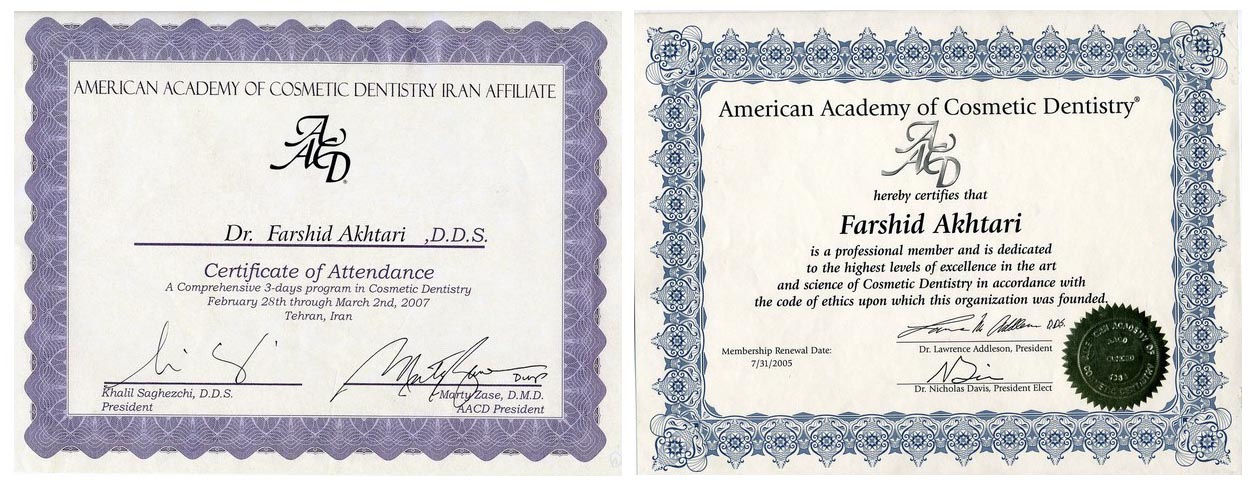 AMERICAN ACADEMY OF COSMETIC DENTISTRY IRAN AFFILIATE
AACD
Dr. Farshid Akhtari ,D.D.S.
Certificate of Attendance
A Comprehensive 3-days program in Cosmetic Dentistry
February 28th through March 2nd, 2007
Tehran, Iran
Khalil Saghezchi, D.D.S.
President
Marty Zase, D.M.D.
AACD President
American Academy of Cosmetic Dentistry®
AACD
hereby certifies that
Farshid Akhtari
is a professional member and is dedicated
to the highest levels of excellence in the art
and science of Cosmetic Dentistry in accordance with
the code of ethics upon which this organization was founded.
Membership Renewal Date:
7/31/2005
Dr. Lawrence Addleson, President
Dr. Nicholas Davis, President Elect